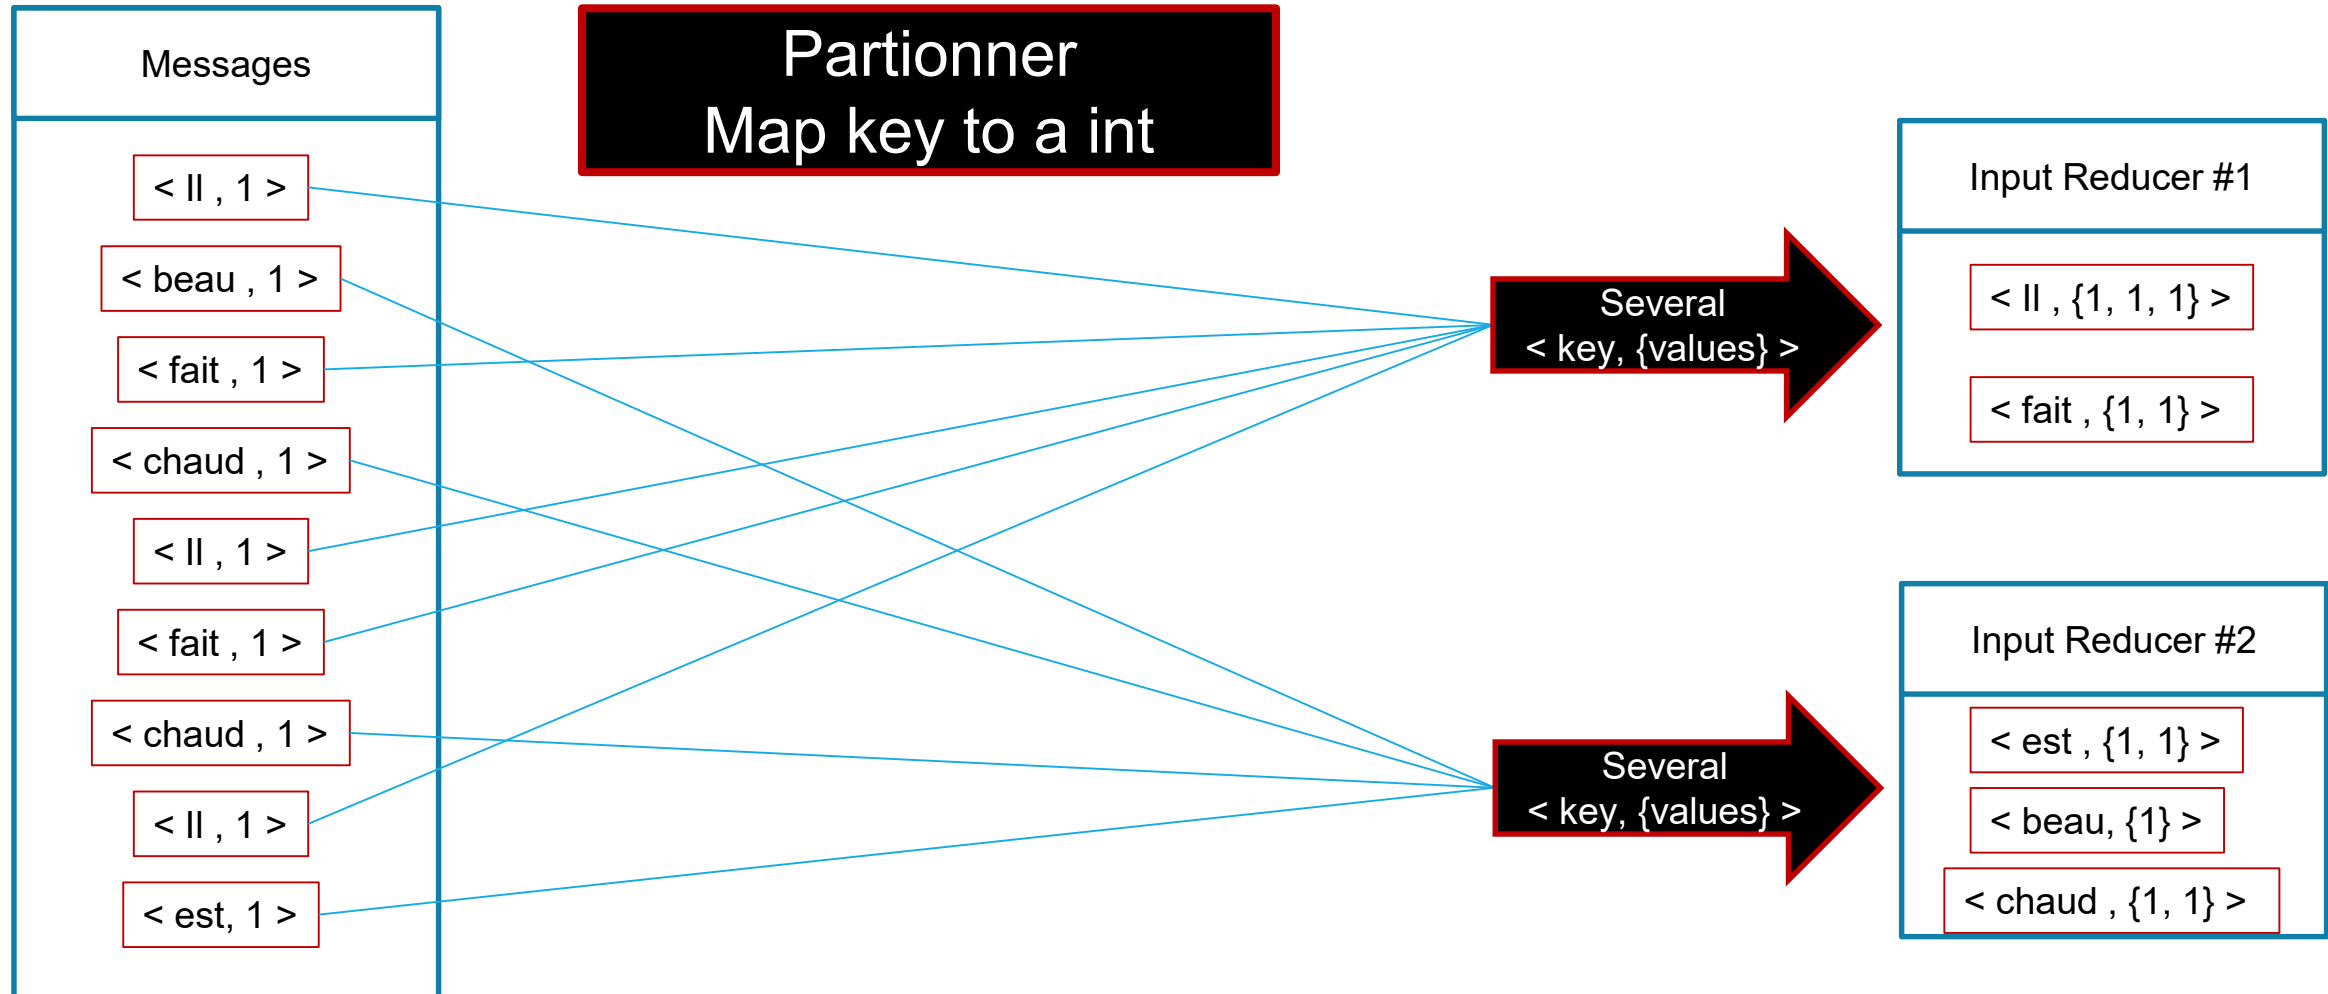 Messages
< Il , 1 >
< beau , 1 >
< fait , 1 >
< chaud , 1 >
< Il , 1 >
< fait , 1 >
< chaud , 1 >
< Il , 1 >
< est, 1 >
Partionner
Map key to a int
Several
< key, {values} >
Several
< key, {values} >
Input Reducer #1
< Il , {1, 1, 1} >
< fait , {1, 1} >
Input Reducer #2
< est , {1, 1} >
< beau, {1} >
< chaud , {1, 1} >